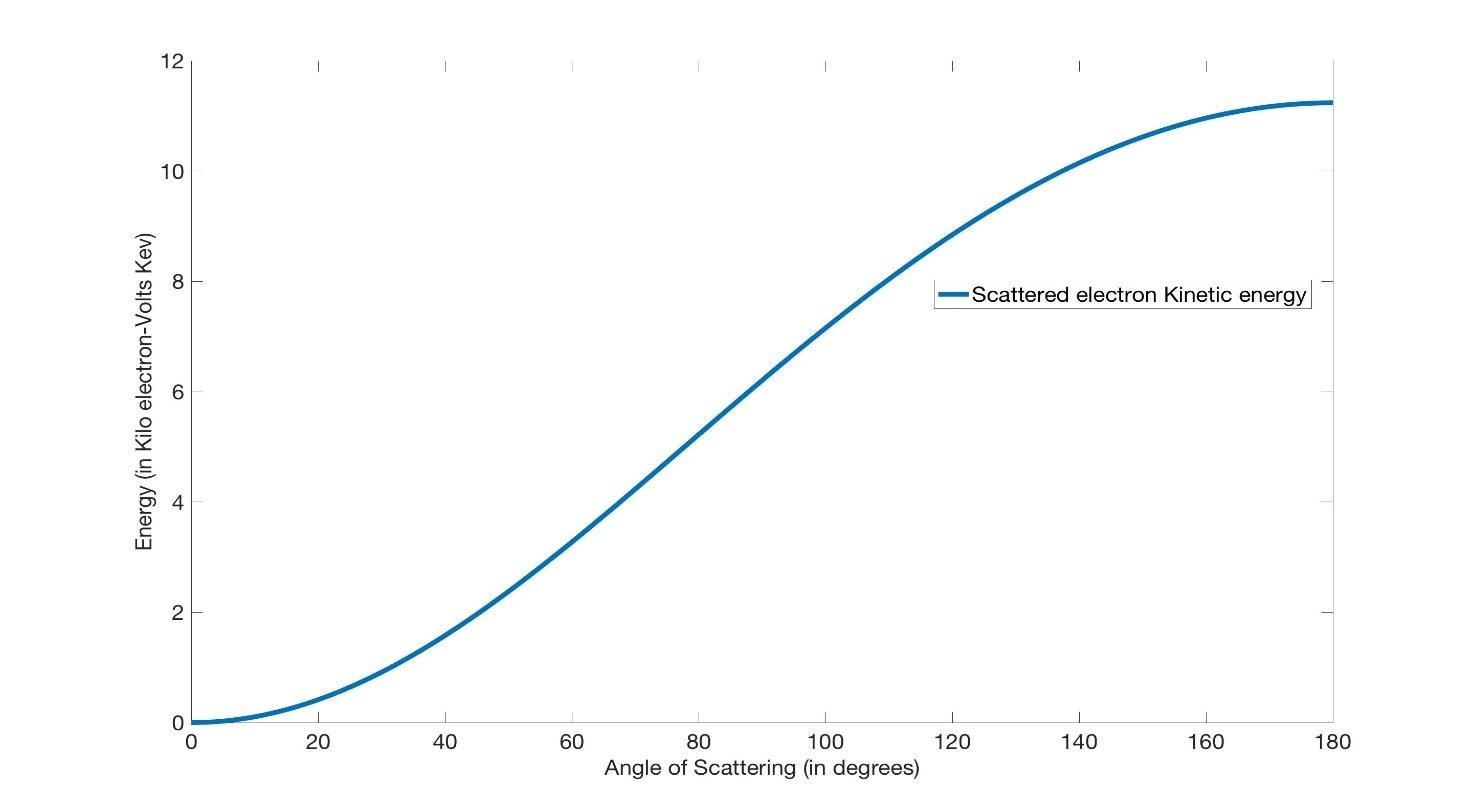 12
10
8
6
4
2
0
Energy (in Kilo electron-Volts Kev)
Scattered electron Kinetic energy
0 20 40 60 80 100 120 140 160 180
Angle of Scattering (in degrees)